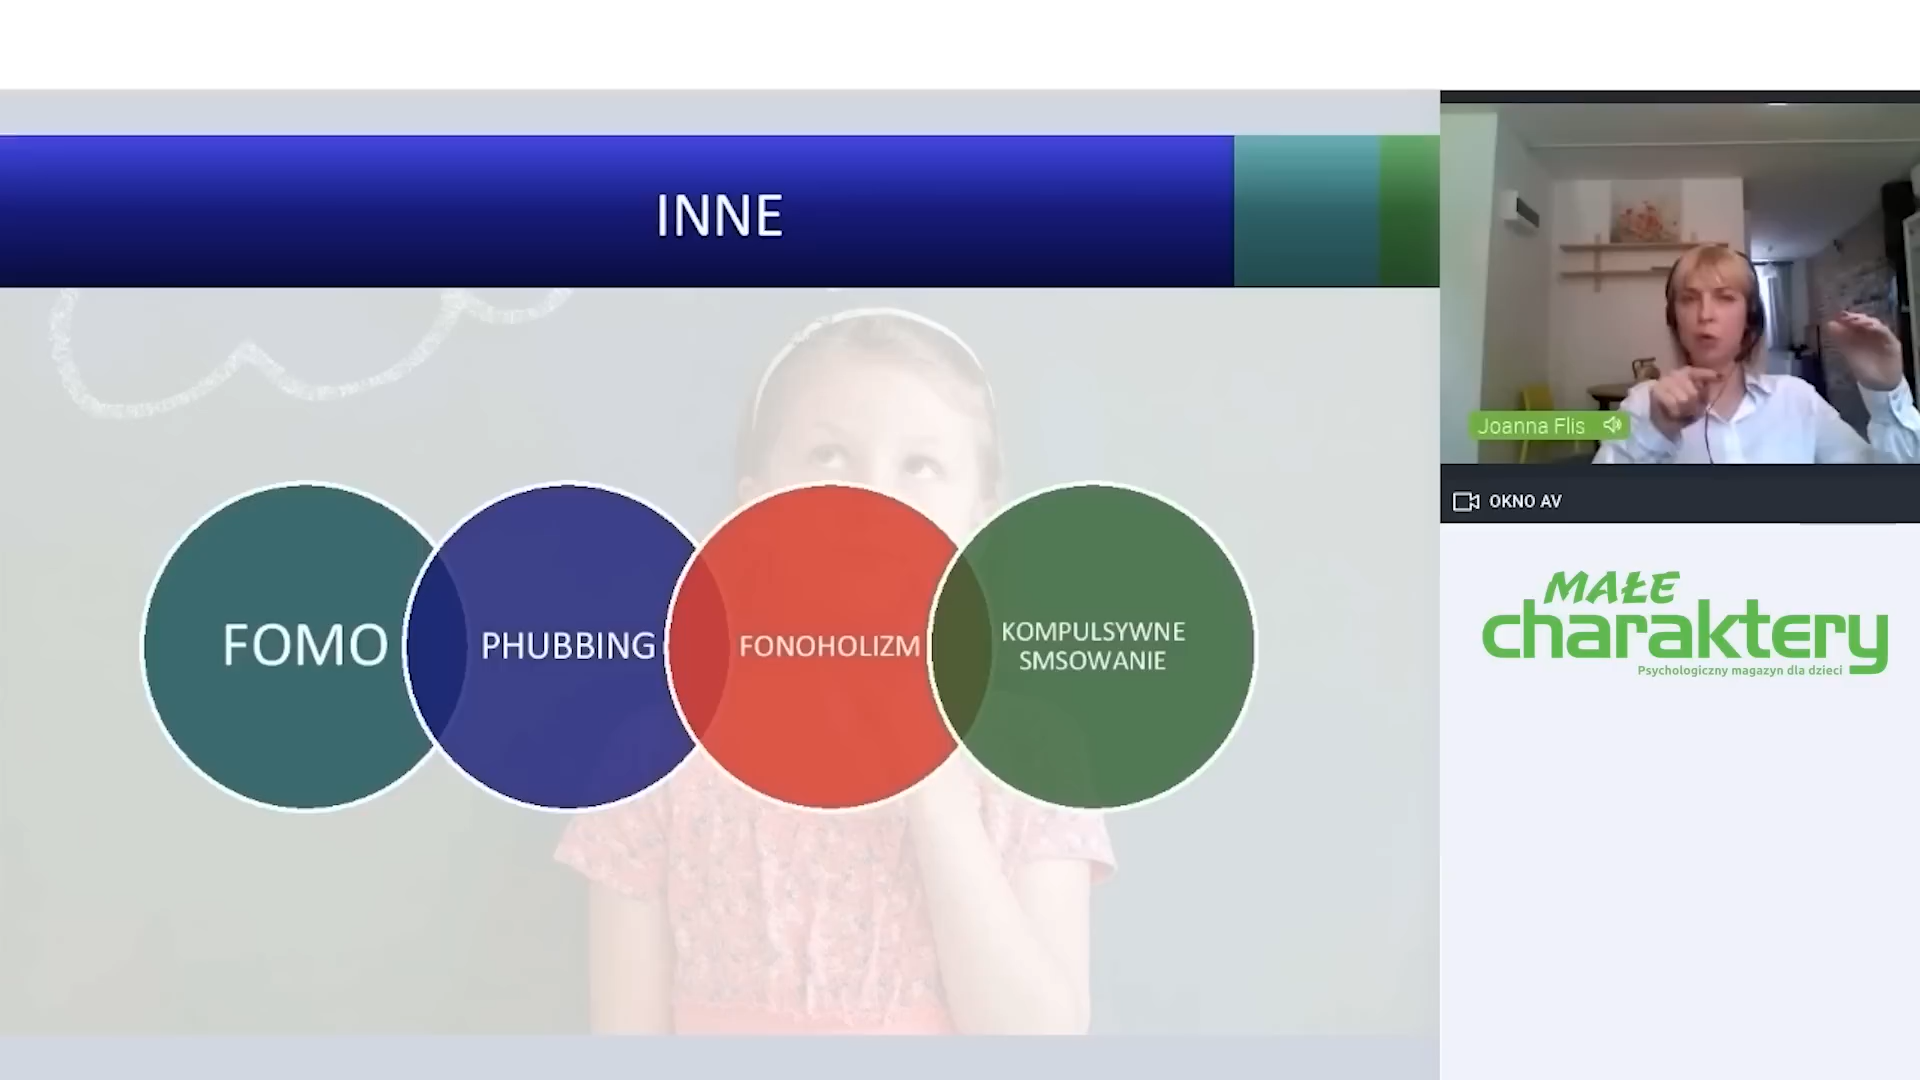 INNE
FOMO
PHUBBING
FONOHOLIZM
KOMPULSYWNE
SMSOWANIE
Joanna Flis
OKNO AV
MAŁE
charaktery
Psychologiczny magazyn dla dzieci